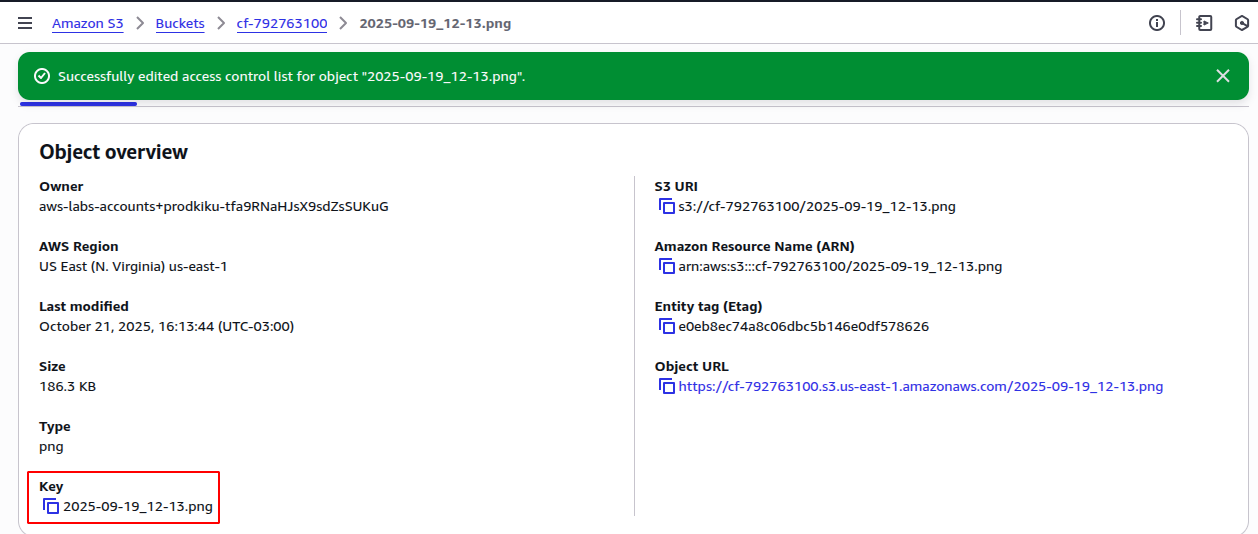 Amazon S3 > Buckets > cf-792763100 > 2025-09-19_12-13.png
Successfully edited access control list for object "2025-09-19_12-13.png".
Object overview
Owner
aws-labs-accounts+prodkiku-tfa9RNaHJsX9sdZsSUKuG
AWS Region
US East (N. Virginia) us-east-1
Last modified
October 21, 2025, 16:13:44 (UTC-03:00)
Size
186.3 KB
Type
png
Key
2025-09-19_12-13.png
S3 URI
s3://cf-792763100/2025-09-19_12-13.png
Amazon Resource Name (ARN)
arn:aws:s3:::cf-792763100/2025-09-19_12-13.png
Entity tag (Etag)
e0eb8ec74a8c06dbc5b146e0df578626
Object URL
https://cf-792763100.s3.us-east-1.amazonaws.com/2025-09-19_12-13.png